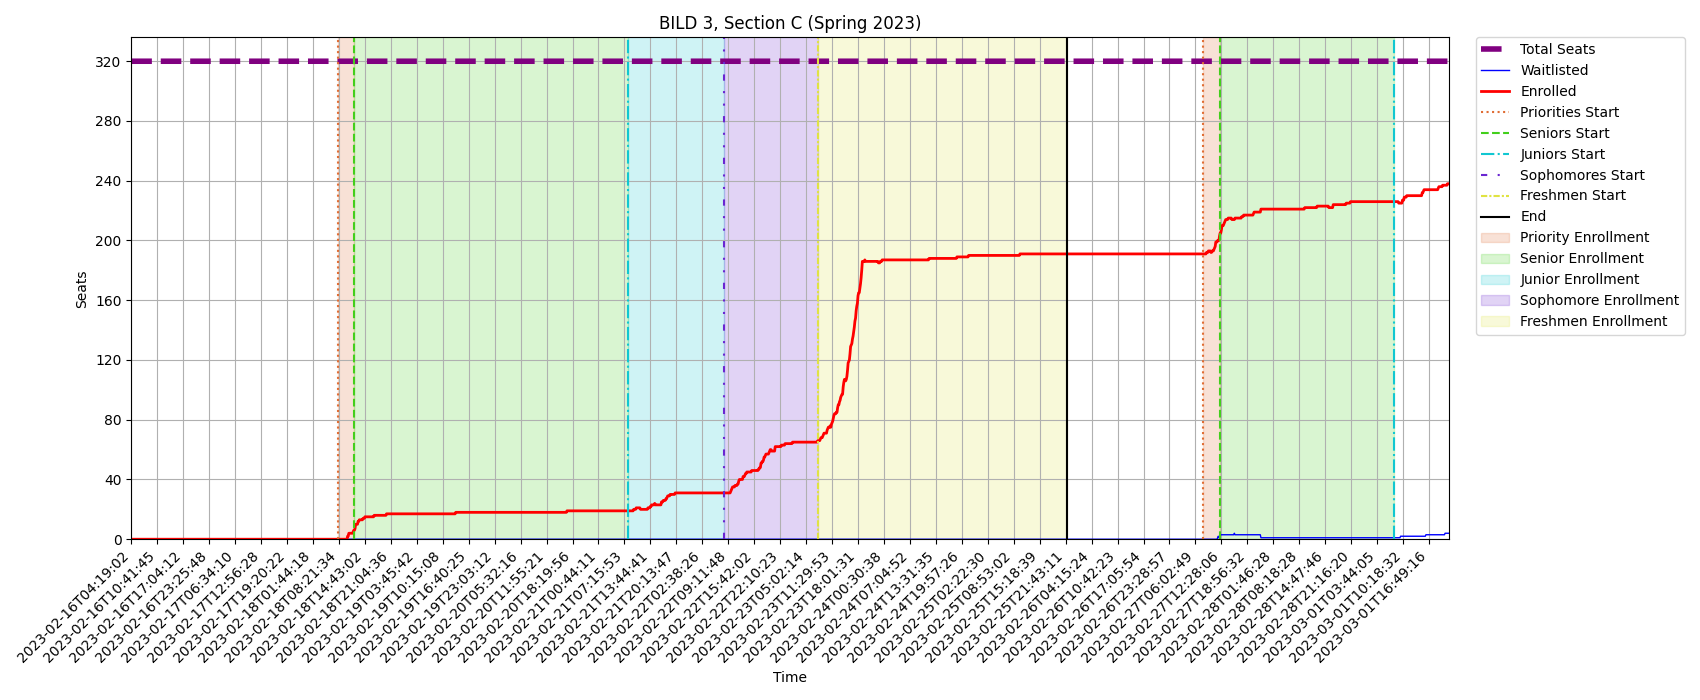 BILD 3, Section C (Spring 2023)
Seats
320
280
240
200
160
120
80
40
0
2023-02-16T04:19:02
2023-02-16T10:41:45
2023-02-16T17:04:12
2023-02-16T23:25:48
2023-02-17T06:34:10
2023-02-17T12:56:28
2023-02-17T19:20:22
2023-02-18T01:44:18
2023-02-18T08:21:34
2023-02-18T14:43:02
2023-02-18T21:04:36
2023-02-19T03:45:42
2023-02-19T10:15:08
2023-02-19T16:40:25
2023-02-19T23:03:12
2023-02-20T05:32:16
2023-02-20T11:55:21
2023-02-20T18:19:56
2023-02-21T00:44:11
2023-02-21T07:15:53
2023-02-21T13:44:41
2023-02-21T20:13:47
2023-02-22T02:38:26
2023-02-22T09:11:48
2023-02-22T15:42:02
2023-02-22T22:10:23
2023-02-23T05:02:14
2023-02-23T11:29:53
2023-02-23T18:01:31
2023-02-24T00:30:38
2023-02-24T07:04:52
2023-02-24T13:31:35
2023-02-24T19:57:26
2023-02-25T02:22:30
2023-02-25T08:53:02
2023-02-25T15:18:39
2023-02-25T21:43:11
2023-02-26T04:15:24
2023-02-26T10:42:23
2023-02-26T17:05:54
2023-02-26T23:28:57
2023-02-27T06:02:49
2023-02-27T12:28:06
2023-02-27T18:56:32
2023-02-28T01:46:28
2023-02-28T08:18:28
2023-02-28T14:47:46
2023-02-28T21:16:20
2023-03-01T03:44:05
2023-03-01T10:18:32
2023-03-01T16:49:16
Time
Total Seats
Waitlisted
Enrolled
Priorities Start
Seniors Start
Juniors Start
Sophomores Start
Freshmen Start
End
Priority Enrollment
Senior Enrollment
Junior Enrollment
Sophomore Enrollment
Freshmen Enrollment